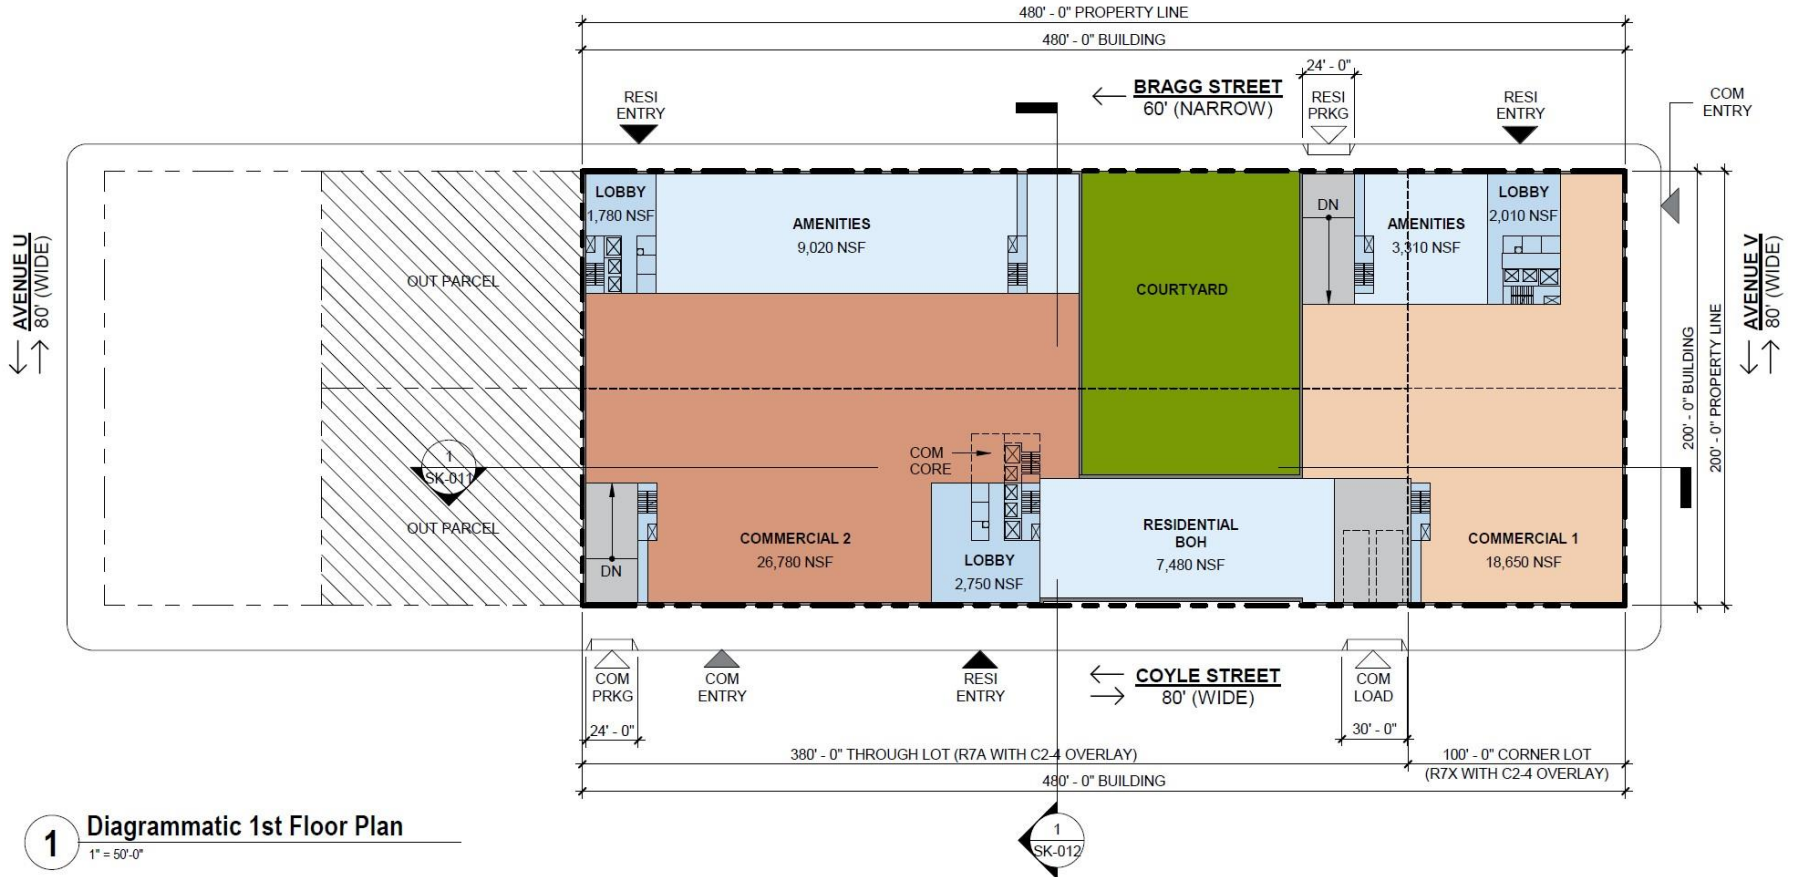 480' - 0" PROPERTY LINE
480' - 0" BUILDING
24' - 0"
BRAGG STREET
60' (NARROW)
RESI
ENTRY
RESI
PRKG
RESI
ENTRY
COM
ENTRY
LOBBY
1,780 NSF
AMENITIES
9,020 NSF
DN
AMENITIES
3,310 NSF
LOBBY
2,010 NSF
AVENUE U
80' (WIDE)
OUT PARCEL
COURTYARD
AVENUE V
80' (WIDE)
200' - 0" BUILDING
200' - 0" PROPERTY LINE
1
SK-011
COM
CORE
OUT PARCEL
COMMERCIAL 2
26,780 NSF
DN
LOBBY
2,750 NSF
RESIDENTIAL
BOH
7,480 NSF
COMMERCIAL 1
18,650 NSF
COM
PRKG
COM
ENTRY
RESI
ENTRY
COYLE STREET
80' (WIDE)
COM
LOAD
24' - 0"
30' - 0"
380' - 0" THROUGH LOT (R7A WITH C2-4 OVERLAY)
100' - 0" CORNER LOT
(R7X WITH C2-4 OVERLAY)
480' - 0" BUILDING
1
Diagrammatic 1st Floor Plan
1" = 50'-0"
1
SK-012